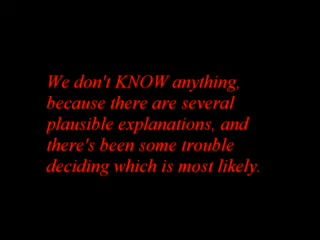 We don't KNOW anything,
because there are several
plausible explanations, and
there's been some trouble
deciding which is most likely.